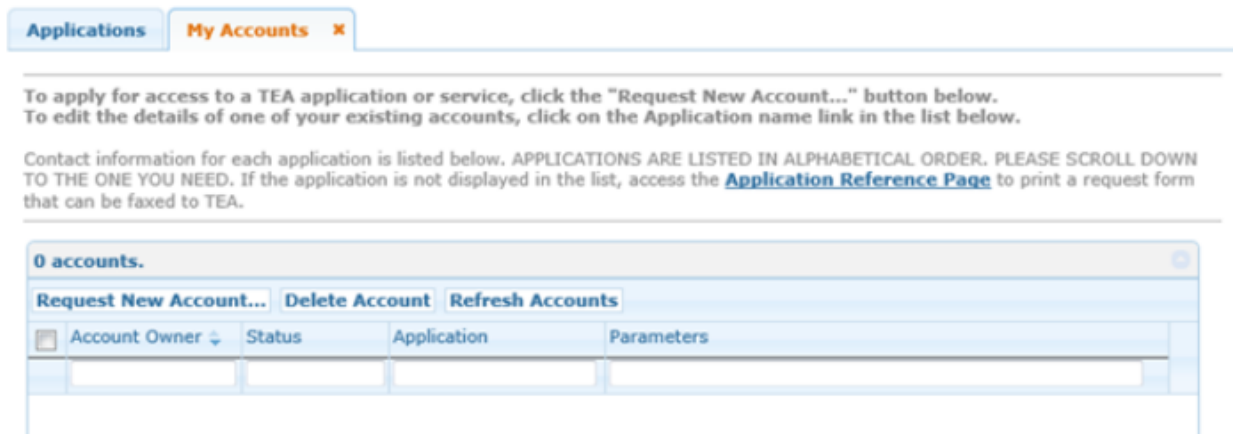 Applications My Accounts ×
To apply for access to a TEA application or service, click the "Request New Account..." button below.
To edit the details of one of your existing accounts, click on the Application name link in the list below.
Contact information for each application is listed below. APPLICATIONS ARE LISTED IN ALPHABETICAL ORDER. PLEASE SCROLL DOWN
TO THE ONE YOU NEED. If the application is not displayed in the list, access the Application Reference Page to print a request form
that can be faxed to TEA.
0 accounts.
Request New Account... Delete Account Refresh Accounts
Account Owner Status Application Parameters